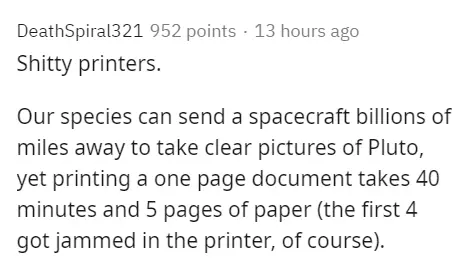 DeathSpiral321 952 points · 13 hours ago
Shitty printers.
Our species can send a spacecraft billions of
miles away to take clear pictures of Pluto,
yet printing a one page document takes 40
minutes and 5 pages of paper (the first 4
got jammed in the printer, of course).